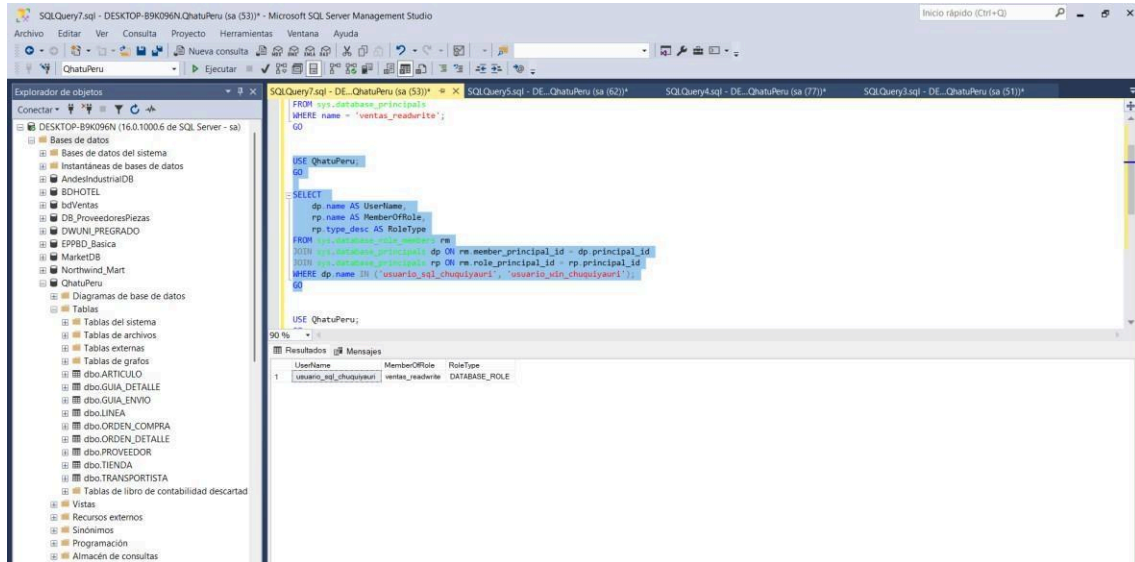 SQLQuery7.sql - DESKTOP-B9K096N.QhatuPeru (sa (53))* - Microsoft SQL Server Management Studio
Inicio rápido (Ctrl+Q)
Archivo Editar Ver Consulta Proyecto Herramientas Ventana Ayuda
Nueva consulta
QhatuPeru
Ejecutar
Explorador de objetos
Conectar
DESKTOP-B9K096N (16.0.1000.6 de SQL Server - sa)
Bases de datos
Bases de datos del sistema
Instantáneas de bases de datos
AndesIndustrialDB
BDHOTEL
bdVentas
DB_ProveedoresPiezas
DWUNI_PREGRADO
EPPBD_Basica
MarketDB
Northwind_Mart
QhatuPeru
Diagramas de base de datos
Tablas
Tablas del sistema
Tablas de archivos
Tablas externas
Tablas de grafos
dbo.ARTICULO
dbo.GUIA_DETALLE
dbo.GUIA_ENVIO
dbo.LINEA
dbo.ORDEN_COMPRA
dbo.ORDEN_DETALLE
dbo.PROVEEDOR
dbo.TIENDA
dbo.TRANSPORTISTA
Tablas de libro de contabilidad descartad
Vistas
Recursos externos
Sinónimos
Programación
Almacén de consultas
SQLQuery7.sql - DE...QhatuPeru (sa (53))*
SQLQuery5.sql - DE...QhatuPeru (sa (62))*
SQLQuery4.sql - DE...QhatuPeru (sa (77))*
SQLQuery3.sql - DE...QhatuPeru (sa (51))*
FROM sys.database_principals
WHERE name = 'ventas_readwrite';
GO
USE QhatuPeru;
GO
SELECT
dp.name AS UserName,
rp.name AS MemberOfRole,
rp.type_desc AS RoleType
FROM sys.database_role_members rm
JOIN sys.database_principals dp ON rm.member_principal_id = dp.principal_id
JOIN sys.database_principals rp ON rm.role_principal_id = rp.principal_id
WHERE dp.name IN ('usuario_sql_chuquiyauri', 'usuario_win_chuquiyauri');
GO
USE QhatuPeru;
90 %
Resultados Mensajes
UserName MemberOfRole RoleType
1 usuario_sql_chuquiyauri ventas_readwrite DATABASE_ROLE